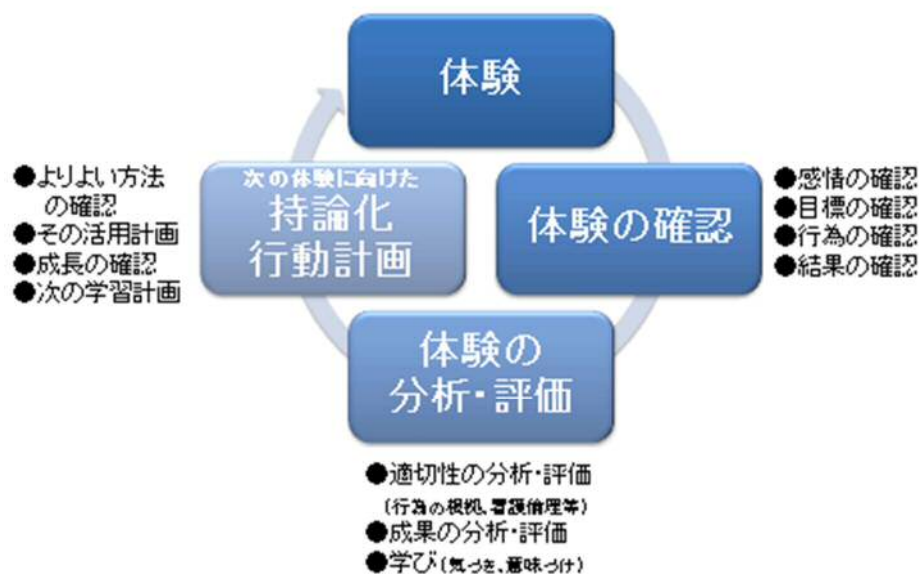 体験
体験の確認
●感情の確認
●目標の確認
●行為の確認
●結果の確認
体験の
分析・評価
●適切性の分析・評価
(行為の根拠、看護倫理等)
●成果の分析・評価
●学び(気づき、意味づけ)
次の体験に向けた
持論化
行動計画
●よりよい方法
の確認
●その活用計画
●成長の確認
●次の学習計画